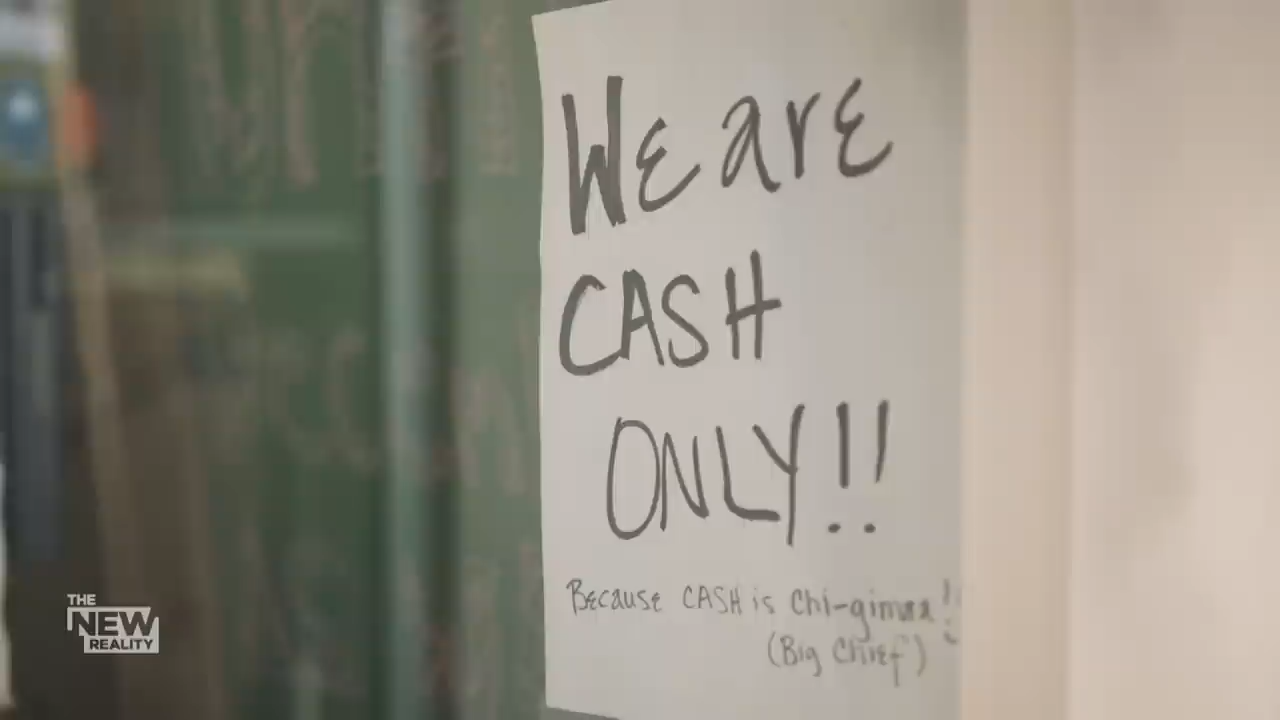 We are
CASH
ONLY!!
Because CASH is Chi-gimaa!!
(Big Chief)
THE
NEW
REALITY